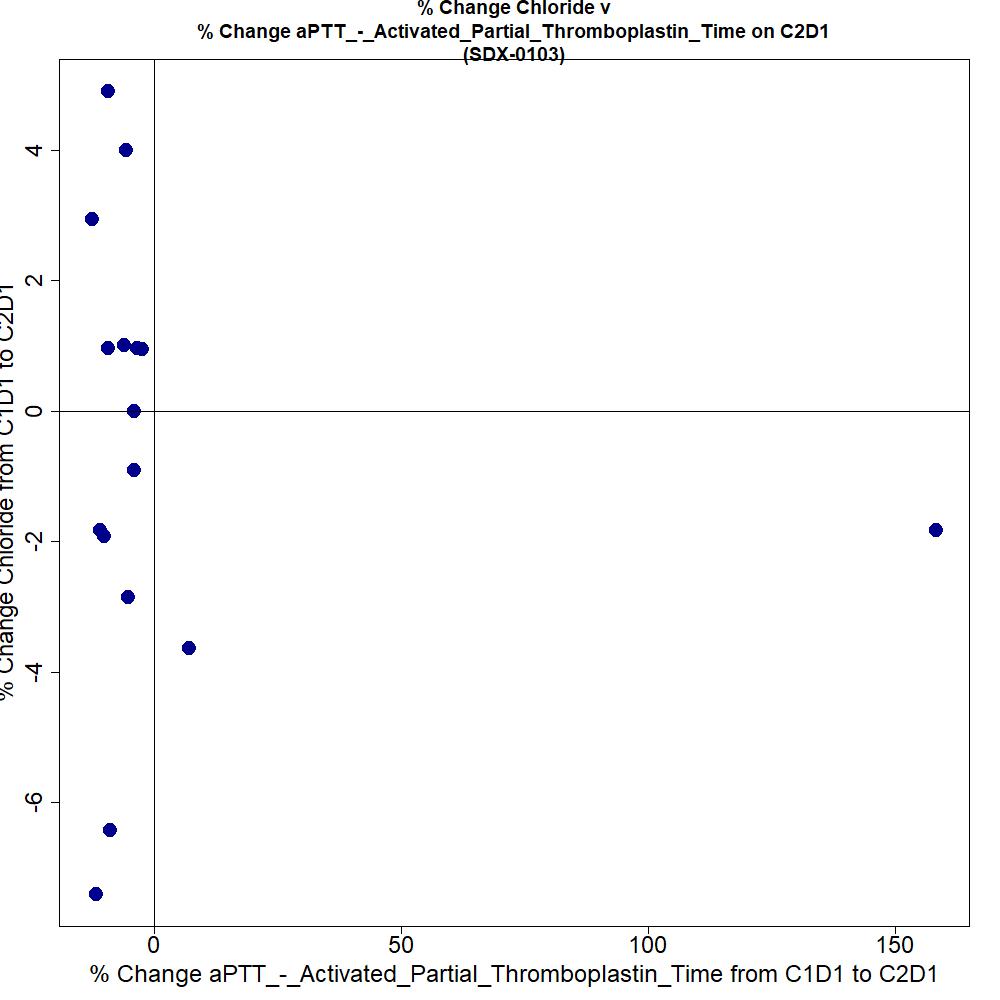 % Change Chloride v
% Change aPTT_-_Activated_Partial_Thromboplastin_Time on C2D1
(SDX-0103)
% Change Chloride from C1D1 to C2D1
4
2
0
-2
-4
-6
0 50 100 150
% Change aPTT_-_Activated_Partial_Thromboplastin_Time from C1D1 to C2D1